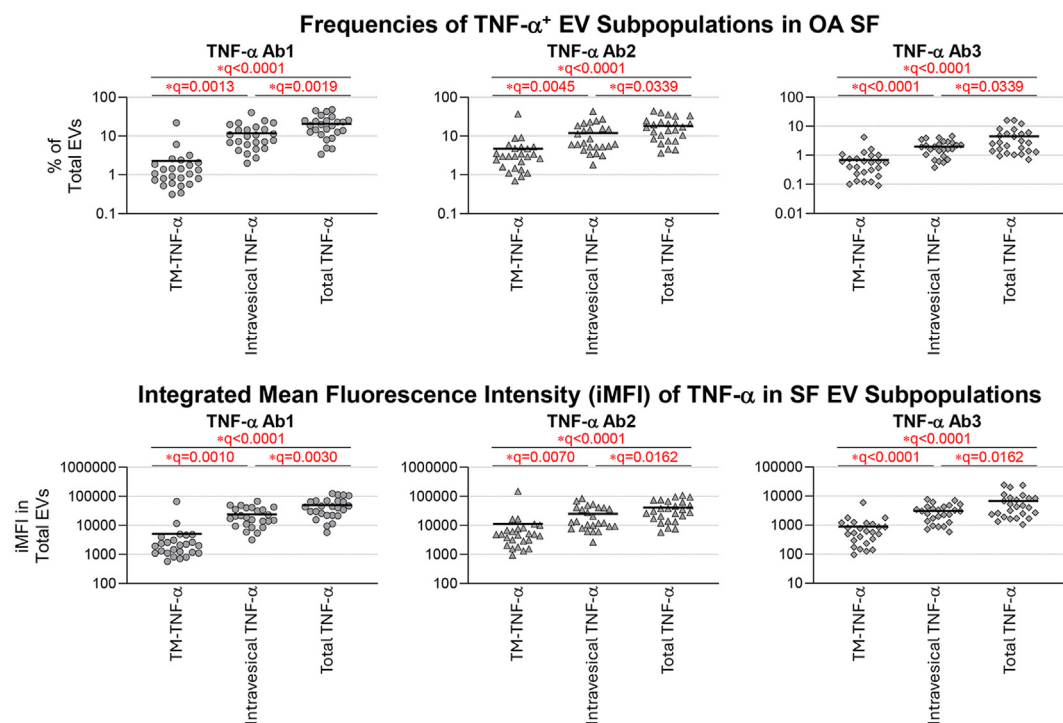 Frequencies of TNF-α⁺ EV Subpopulations in OA SF
TNF-α Ab1
*q<0.0001
*q=0.0013 *q=0.0019
% of
Total EVs
100
10
1
0.1
TM-TNF-α
Intravesical TNF-α
Total TNF-α
TNF-α Ab2
*q<0.0001
*q=0.0045 *q=0.0339
100
10
1
0.1
TM-TNF-α
Intravesical TNF-α
Total TNF-α
TNF-α Ab3
*q<0.0001
*q<0.0001 *q=0.0339
100
10
1
0.1
0.01
TM-TNF-α
Intravesical TNF-α
Total TNF-α
Integrated Mean Fluorescence Intensity (iMFI) of TNF-α in SF EV Subpopulations
TNF-α Ab1
*q<0.0001
*q=0.0010 *q=0.0030
iMFI in
Total EVs
1000000
100000
10000
1000
100
TM-TNF-α
Intravesical TNF-α
Total TNF-α
TNF-α Ab2
*q<0.0001
*q=0.0070 *q=0.0162
1000000
100000
10000
1000
100
TM-TNF-α
Intravesical TNF-α
Total TNF-α
TNF-α Ab3
*q<0.0001
*q<0.0001 *q=0.0162
100000
10000
1000
100
10
TM-TNF-α
Intravesical TNF-α
Total TNF-α